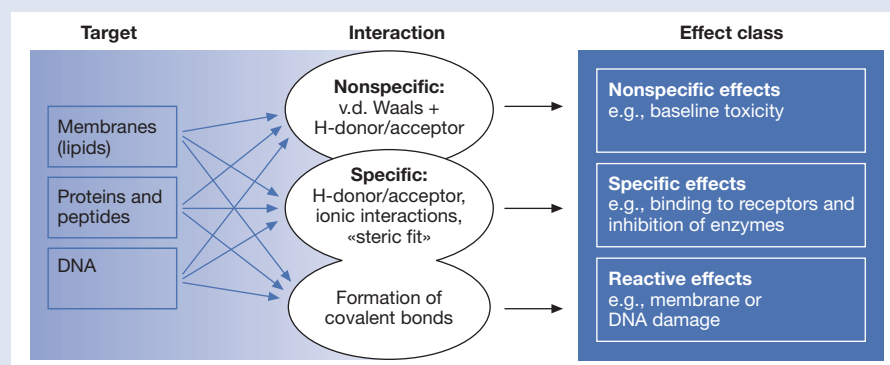 Target
Interaction
Effect class
Membranes
(lipids)
Proteins and
peptides
DNA
Nonspecific:
v.d. Waals +
H-donor/acceptor
Specific:
H-donor/acceptor,
ionic interactions,
«steric fit»
Formation of
covalent bonds
Nonspecific effects
e.g., baseline toxicity
Specific effects
e.g., binding to receptors and
inhibition of enzymes
Reactive effects
e.g., membrane or
DNA damage